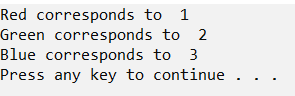 Red corresponds to  1
Green corresponds to  2
Blue corresponds to  3
Press any key to continue . . .